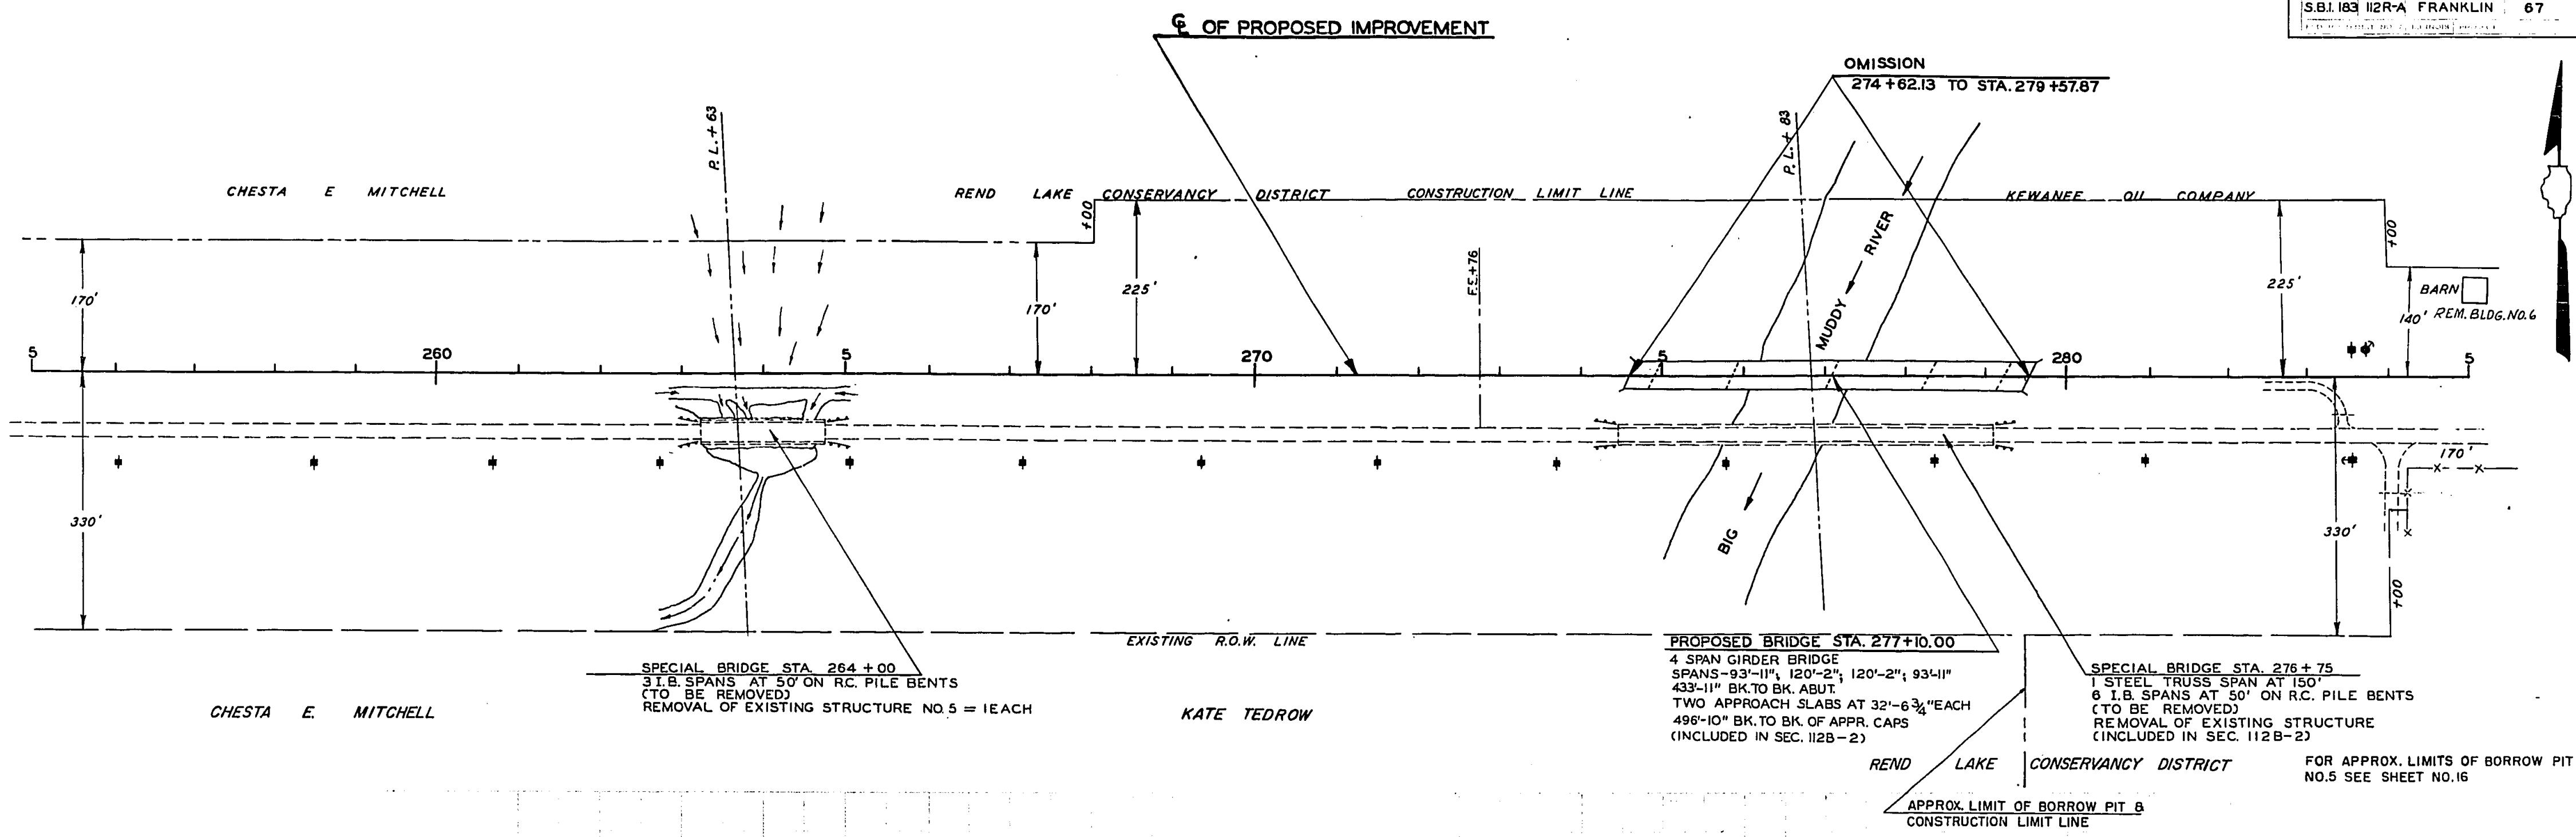 S.B.I. 183 112R-A FRANKLIN 67
℄ OF PROPOSED IMPROVEMENT
OMISSION
274+62.13 TO STA. 279+57.87
P.L.+63
P.L.+83
CHESTA E MITCHELL
REND LAKE CONSERVANCY DISTRICT CONSTRUCTION LIMIT LINE
KEWANEE OIL COMPANY
+00
+00
170'
170'
225'
F.E.+76
MUDDY RIVER
225'
BARN
140' REM. BLDG. NO. 6
5 260 5 270 5 280 5
330'
BIG
170'
330'
+00
EXISTING R.O.W. LINE
SPECIAL BRIDGE STA. 264+00
3 I.B. SPANS AT 50' ON R.C. PILE BENTS
(TO BE REMOVED)
REMOVAL OF EXISTING STRUCTURE NO. 5 = 1 EACH
CHESTA E. MITCHELL
KATE TEDROW
PROPOSED BRIDGE STA. 277+10.00
4 SPAN GIRDER BRIDGE
SPANS-93'-11"; 120'-2"; 120'-2"; 93'-11"
433'-11" BK. TO BK. ABUT.
TWO APPROACH SLABS AT 32'-6 3/4" EACH
496'-10" BK. TO BK. OF APPR. CAPS
(INCLUDED IN SEC. 112B-2)
SPECIAL BRIDGE STA. 276+75
1 STEEL TRUSS SPAN AT 150'
6 I.B. SPANS AT 50' ON R.C. PILE BENTS
(TO BE REMOVED)
REMOVAL OF EXISTING STRUCTURE
(INCLUDED IN SEC. 112B-2)
REND LAKE CONSERVANCY DISTRICT
FOR APPROX. LIMITS OF BORROW PIT
NO. 5 SEE SHEET NO. 16
APPROX. LIMIT OF BORROW PIT &
CONSTRUCTION LIMIT LINE